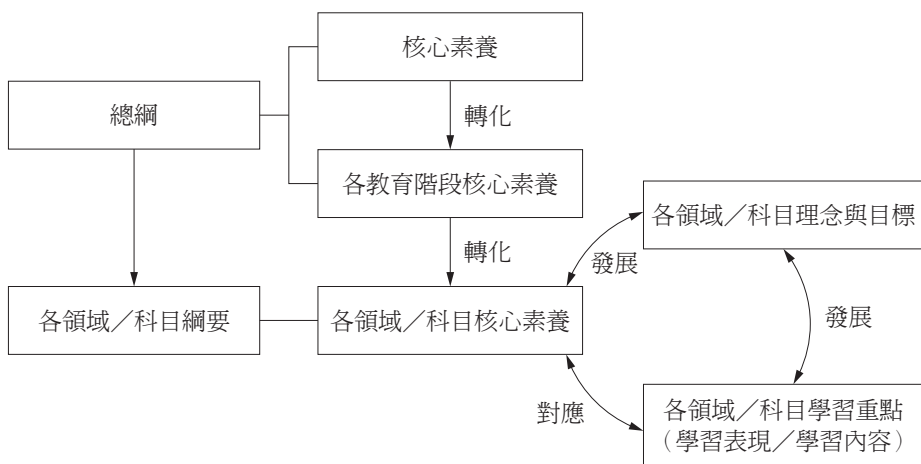 核心素養
總綱
轉化
各教育階段核心素養
各領域／科目理念與目標
轉化
發展
各領域／科目綱要
各領域／科目核心素養
發展
對應
各領域／科目學習重點
（學習表現／學習內容）